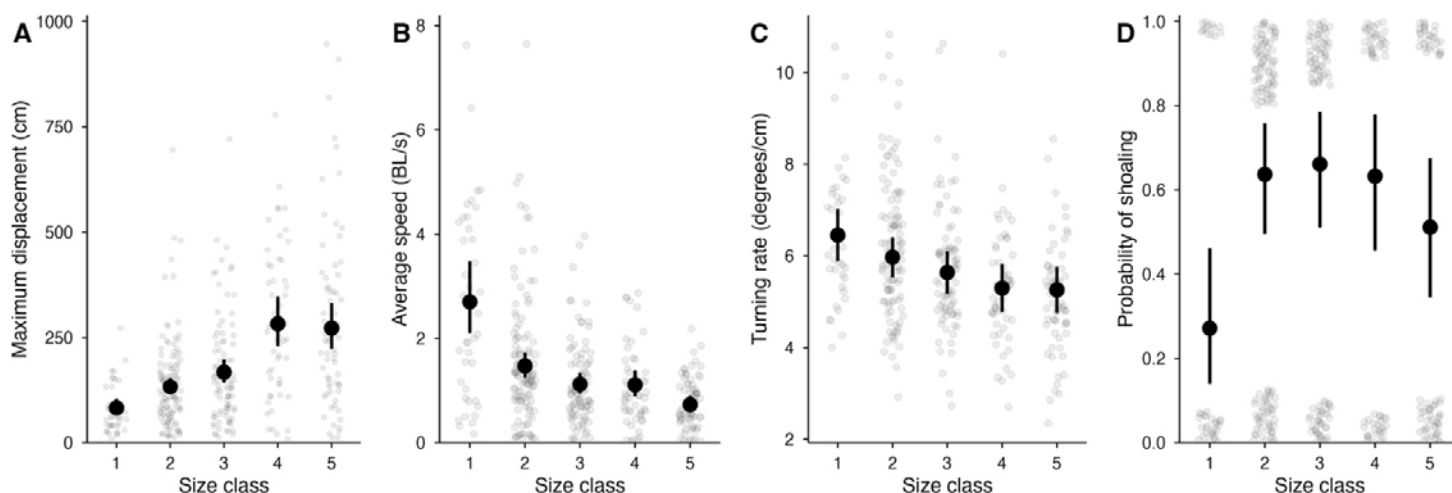 A
Maximum displacement (cm)
1000
750
500
250
0
1 2 3 4 5
Size class
B
Average speed (BL/s)
8
6
4
2
0
1 2 3 4 5
Size class
C
Turning rate (degrees/cm)
10
8
6
4
2
1 2 3 4 5
Size class
D
Probability of shoaling
1.0
0.8
0.6
0.4
0.2
0.0
1 2 3 4 5
Size class